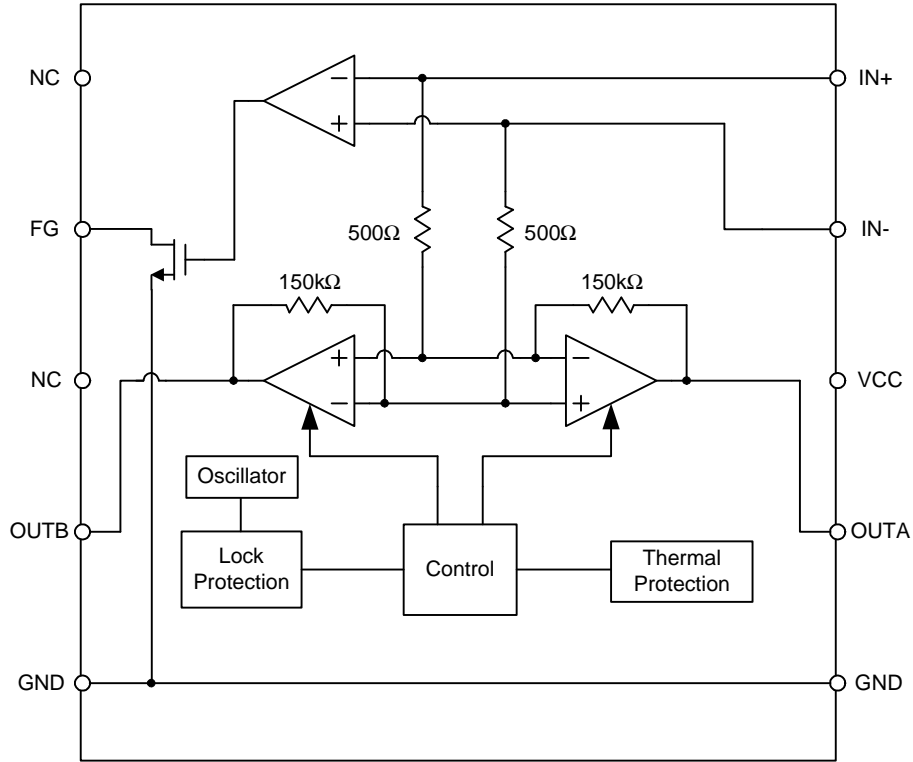 NC
IN+
−
+
FG
IN-
500Ω
500Ω
150kΩ
150kΩ
+
−
−
+
NC
VCC
Oscillator
OUTB
OUTA
Lock
Protection
Control
Thermal
Protection
GND
GND